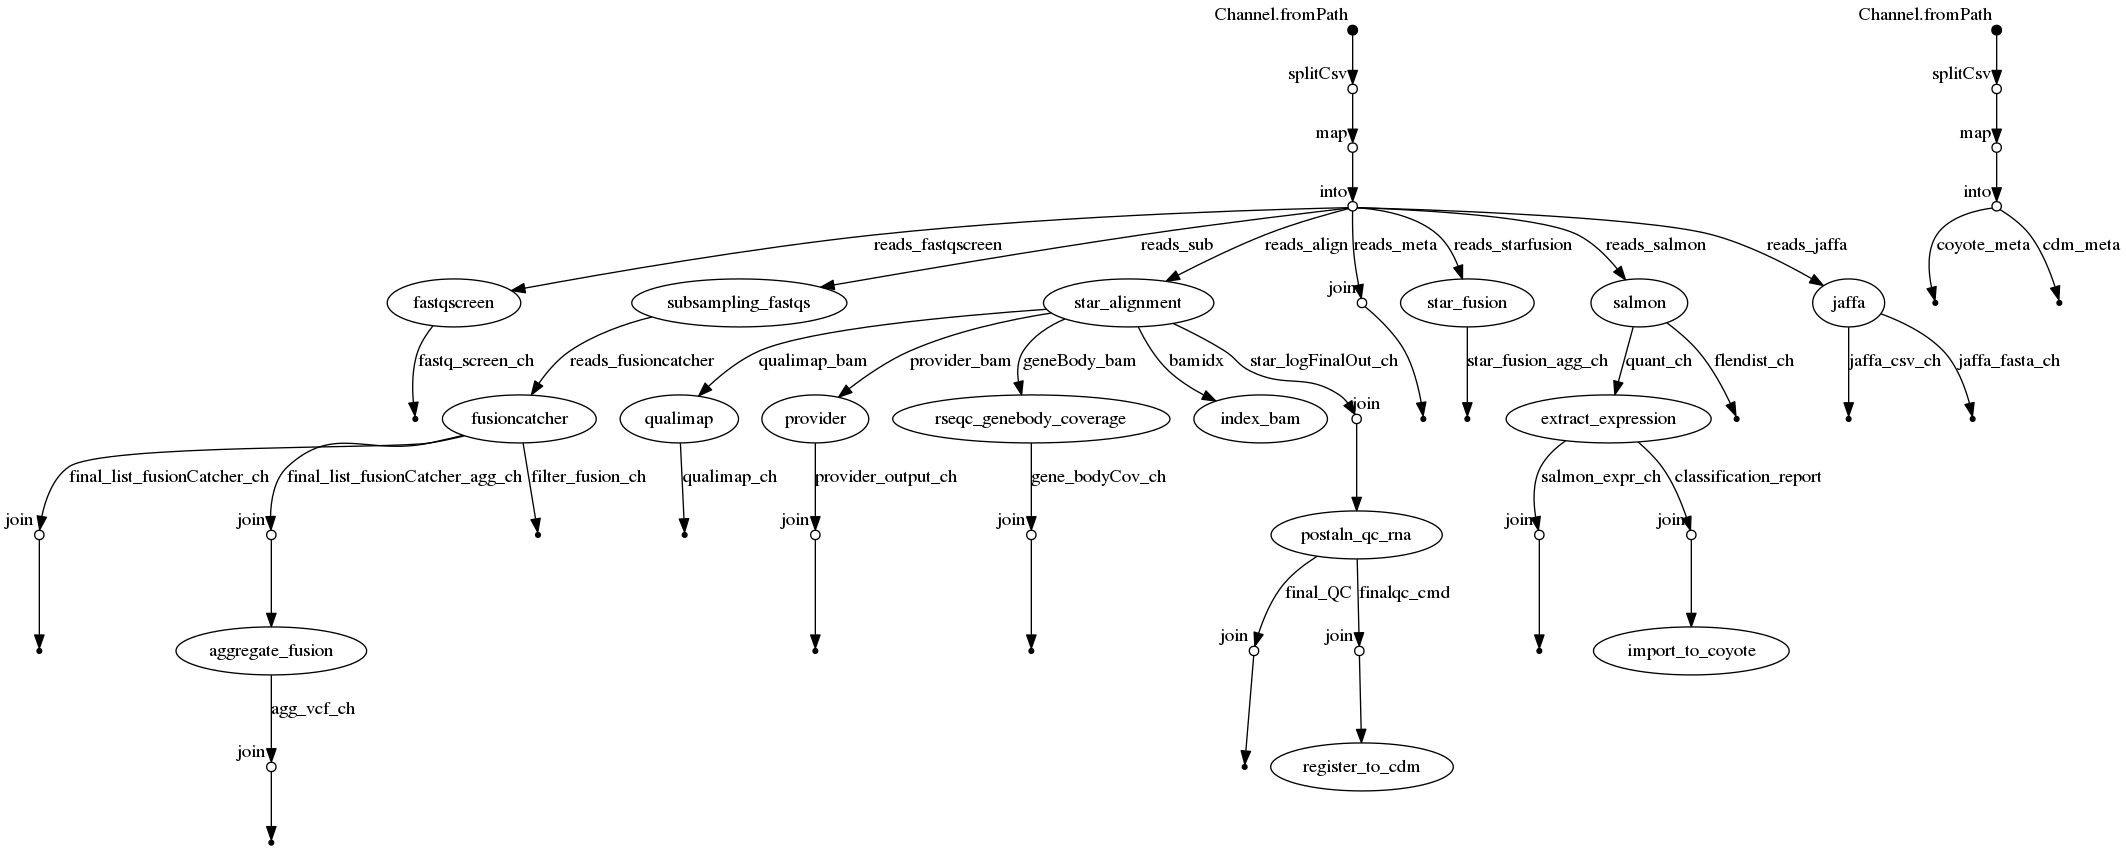 Channel.fromPath
Channel.fromPath
splitCsv
splitCsv
map
map
into
into
reads_fastqscreen
reads_sub
reads_align
reads_meta
reads_starfusion
reads_salmon
reads_jaffa
coyote_meta
cdm_meta
fastqscreen
subsampling_fastqs
star_alignment
join
star_fusion
salmon
jaffa
fastq_screen_ch
reads_fusioncatcher
qualimap_bam
provider_bam
geneBody_bam
bamidx
star_logFinalOut_ch
star_fusion_agg_ch
quant_ch
flendist_ch
jaffa_csv_ch
jaffa_fasta_ch
fusioncatcher
qualimap
provider
rseqc_genebody_coverage
index_bam
join
extract_expression
final_list_fusionCatcher_ch
final_list_fusionCatcher_agg_ch
filter_fusion_ch
qualimap_ch
provider_output_ch
gene_bodyCov_ch
salmon_expr_ch
classification_report
join
join
join
join
postaln_qc_rna
join
join
final_QC
finalqc_cmd
aggregate_fusion
join
join
import_to_coyote
agg_vcf_ch
join
register_to_cdm